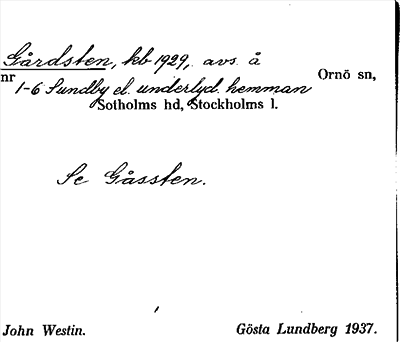 Gårdsten, kb 1929, avs. å
nr Ornö sn,
1-6 Sundby el. underlyd. hemman
Sotholms hd, Stockholms l.
Se Gåssten.
John Westin. Gösta Lundberg 1937.